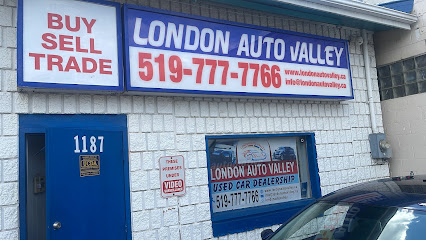 BUY
SELL
TRADE
LONDON AUTO VALLEY
519-777-7766
www.londonautovalley.ca
info@londonautovalley.ca
1187
THESE
PREMISES
UNDER
VIDEO
LONDON AUTO VALLEY
USED CAR DEALERSHIP
519-777-7766